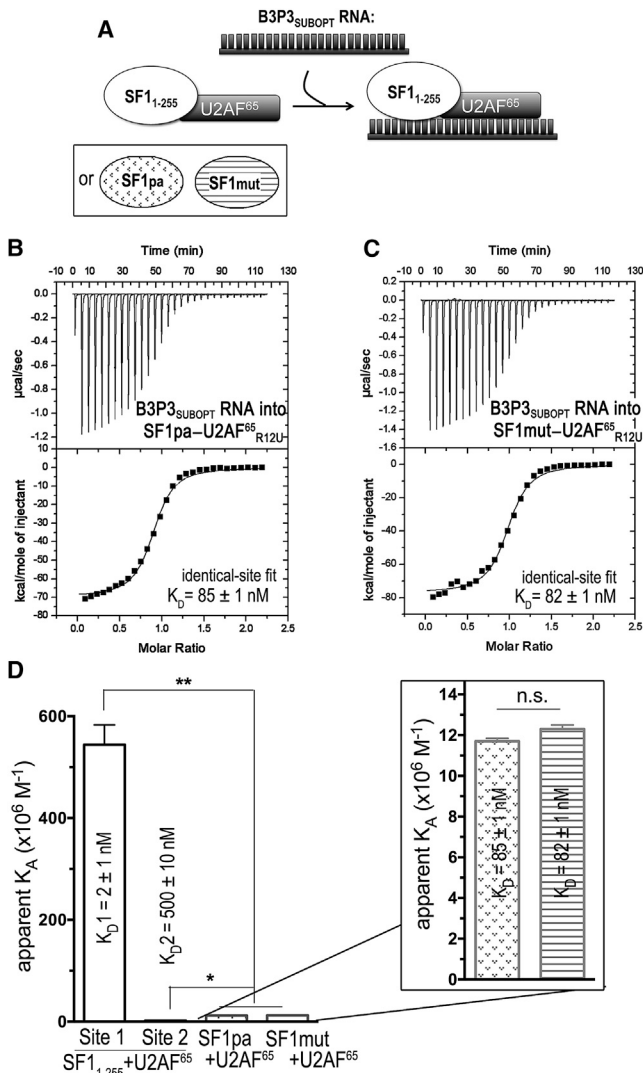 A
B3P3SUBOPT RNA:
SF11-255
U2AF65
SF11-255
U2AF65
or
SF1pa
SF1mut
B
Time (min)
-10 0 10 20 30 40 50 60 70 80 90 110 130
0.0
-0.2
-0.4
-0.6
-0.8
-1.0
-1.2
µcal/sec
B3P3SUBOPT RNA into
SF1pa–U2AF65R12U
10
0
-10
-20
-30
-40
-50
-60
-70
-80
kcal/mole of injectant
identical-site fit
KD= 85 ± 1 nM
0.0 0.5 1.0 1.5 2.0 2.5
Molar Ratio
C
Time (min)
-10 0 10 20 30 40 50 60 70 80 90 110 130
0.2
0.0
-0.2
-0.4
-0.6
-0.8
-1.0
-1.2
-1.4
-1.6
µcal/sec
B3P3SUBOPT RNA into
SF1mut–U2AF65R12U
0
-20
-40
-60
-80
kcal/mole of injectant
identical-site fit
KD= 82 ± 1 nM
0.0 0.5 1.0 1.5 2.0 2.5
Molar Ratio
D
600
400
200
0
apparent KA (x10^6 M-1)
**
KD1 = 2 ± 1 nM
KD2 = 500 ± 10 nM
*
Site 1
Site 2
SF11-255+U2AF65
SF1pa
+U2AF65
SF1mut
+U2AF65
14
12
10
8
6
4
2
0
apparent KA (x10^6 M-1)
n.s.
KD = 85 ± 1 nM
KD = 82 ± 1 nM